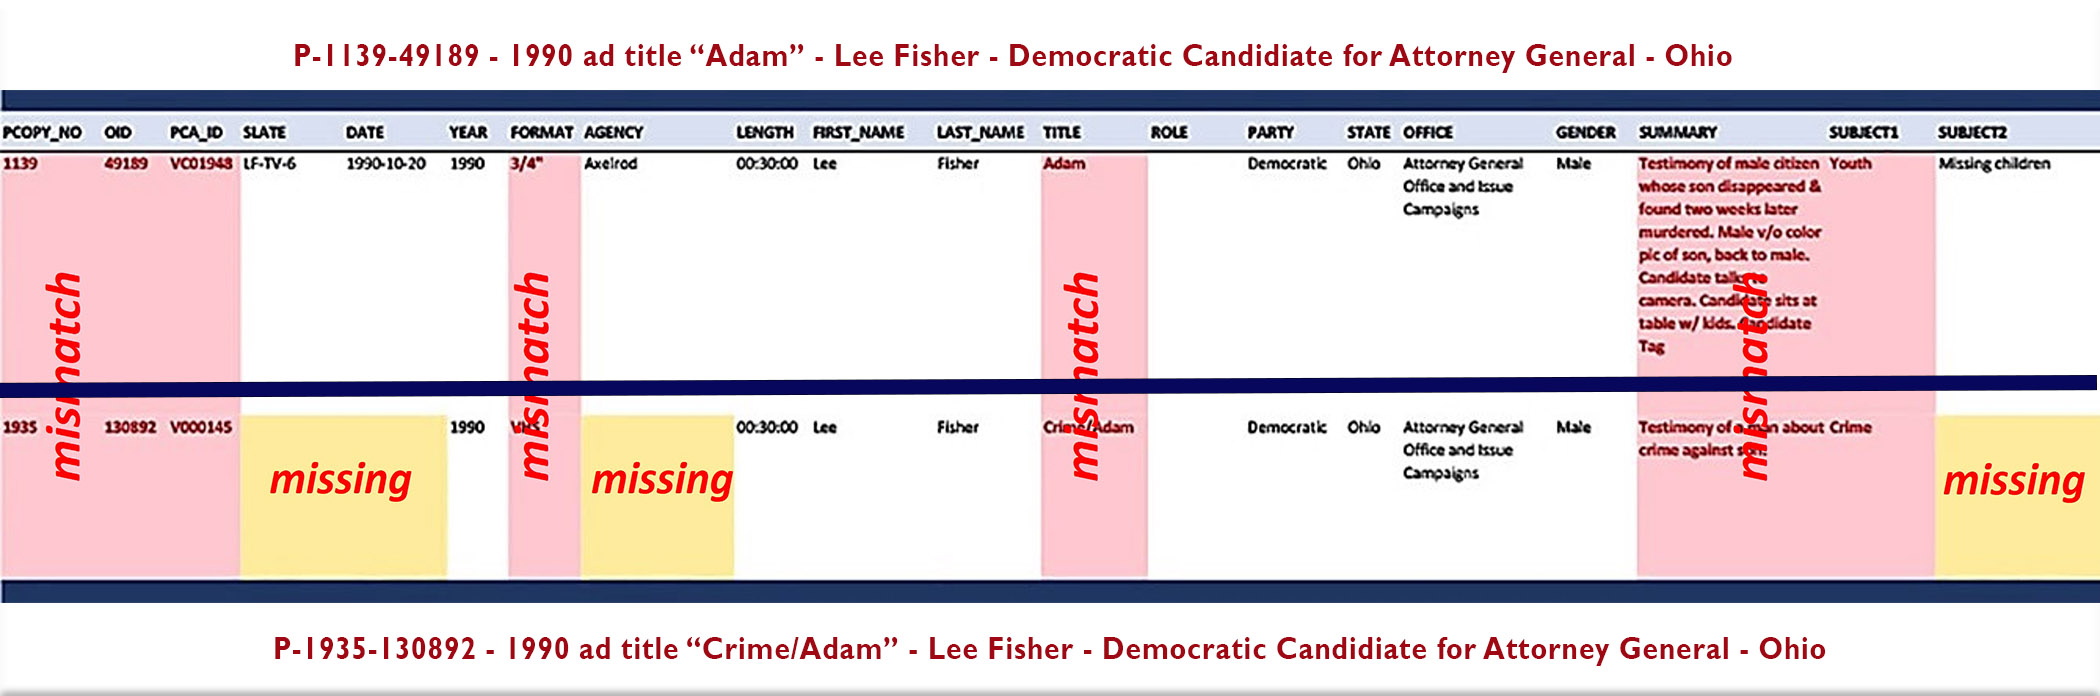 P-1139-49189 - 1990 ad title “Adam” - Lee Fisher - Democratic Candidiate for Attorney General - Ohio
PCOPY_NO OID PCA_ID SLATE DATE YEAR FORMAT AGENCY LENGTH FIRST_NAME LAST_NAME TITLE ROLE PARTY STATE OFFICE GENDER SUMMARY SUBJECT1 SUBJECT2
1139 49189 VC01948 LF-TV-6 1990-10-20 1990 3/4" Axelrod 00:30:00 Lee Fisher Adam Democratic Ohio Attorney General Male Testimony of male citizen Youth Missing children
Office and Issue whose son disappeared &
Campaigns found two weeks later
murdered. Male v/o color
pic of son, back to male.
Candidate talks to
camera. Candidate sits at
table w/ kids. Candidate
Tag
mismatch mismatch mismatch mismatch
1935 130892 V000145 1990 VHS 00:30:00 Lee Fisher Crime/Adam Democratic Ohio Attorney General Male Testimony of a man about Crime
Office and Issue crime against son.
Campaigns
missing missing missing
P-1935-130892 - 1990 ad title “Crime/Adam” - Lee Fisher - Democratic Candidiate for Attorney General - Ohio